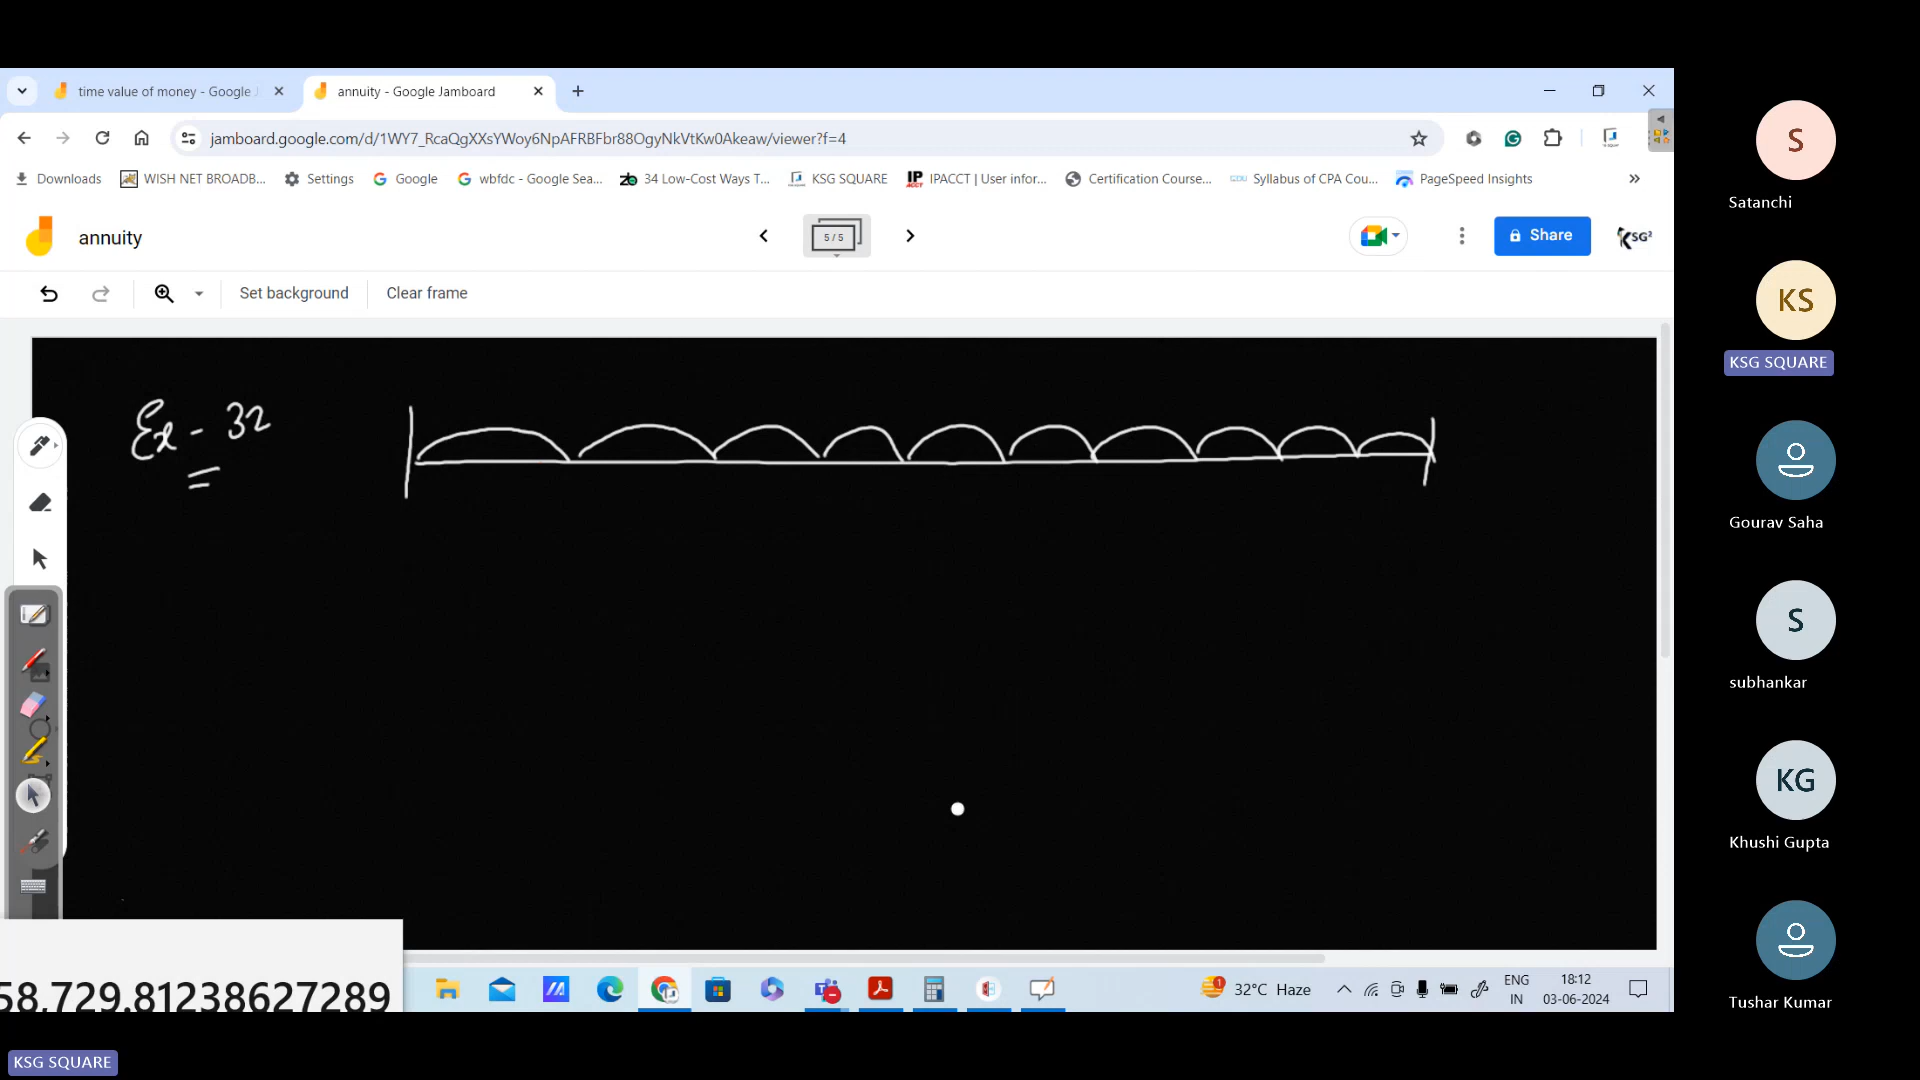 time value of money - Google J
annuity - Google Jamboard
jamboard.google.com/d/1WY7_RcaQgXXsYWoy6NpAFRBFbr88OgyNkVtKw0Akeaw/viewer?f=4
Downloads WISH NET BROADB... Settings Google wbfdc - Google Sea... 34 Low-Cost Ways T... KSG SQUARE IPACCT | User infor... Certification Course... Syllabus of CPA Cou... PageSpeed Insights
annuity
5 / 5
Share
KSG²
Set background Clear frame
Ex - 32
S
Satanchi
KS
KSG SQUARE
Gourav Saha
S
subhankar
KG
Khushi Gupta
Tushar Kumar
58,729.81238627289
32°C Haze
ENG
IN
18:12
03-06-2024
KSG SQUARE